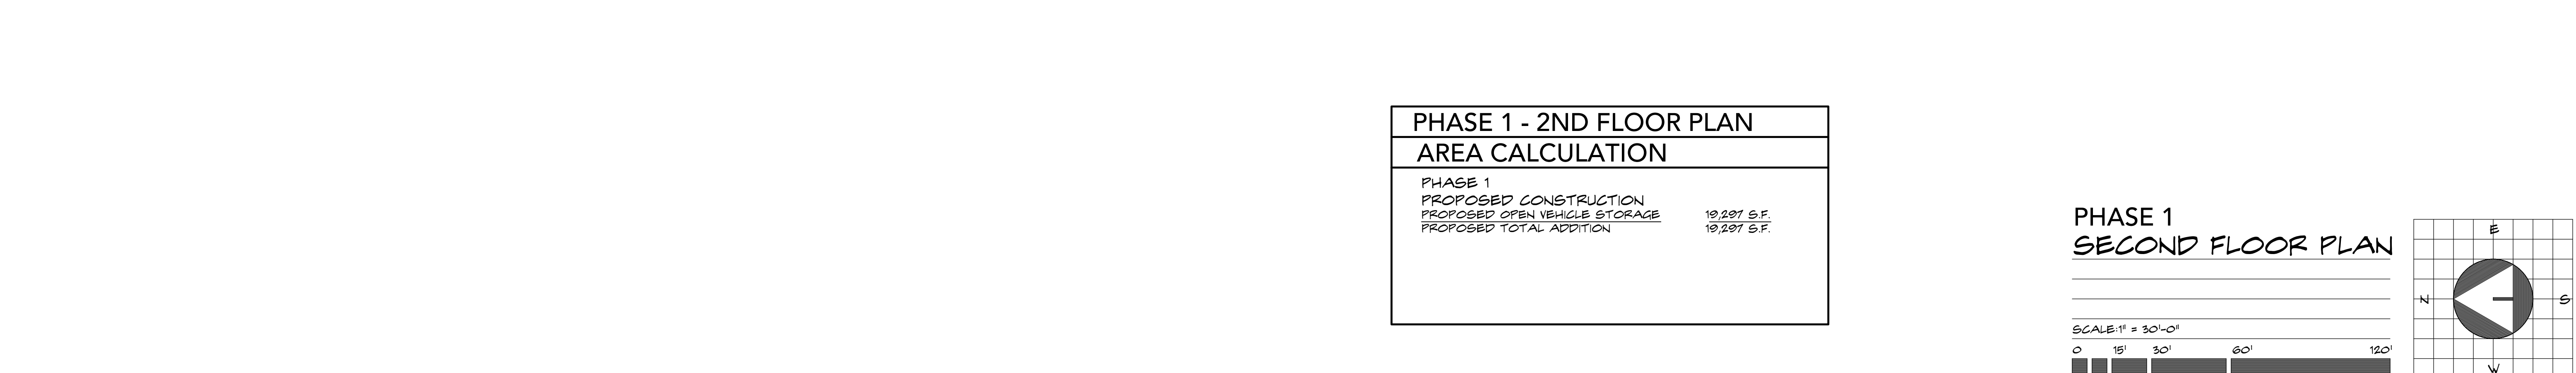 PHASE 1 - 2ND FLOOR PLAN
AREA CALCULATION
PHASE 1
PROPOSED CONSTRUCTION
PROPOSED OPEN VEHICLE STORAGE 19,297 S.F.
PROPOSED TOTAL ADDITION 19,297 S.F.
PHASE 1
SECOND FLOOR PLAN
SCALE:1" = 30'-0"
0 15' 30' 60' 120'
E
N S
W